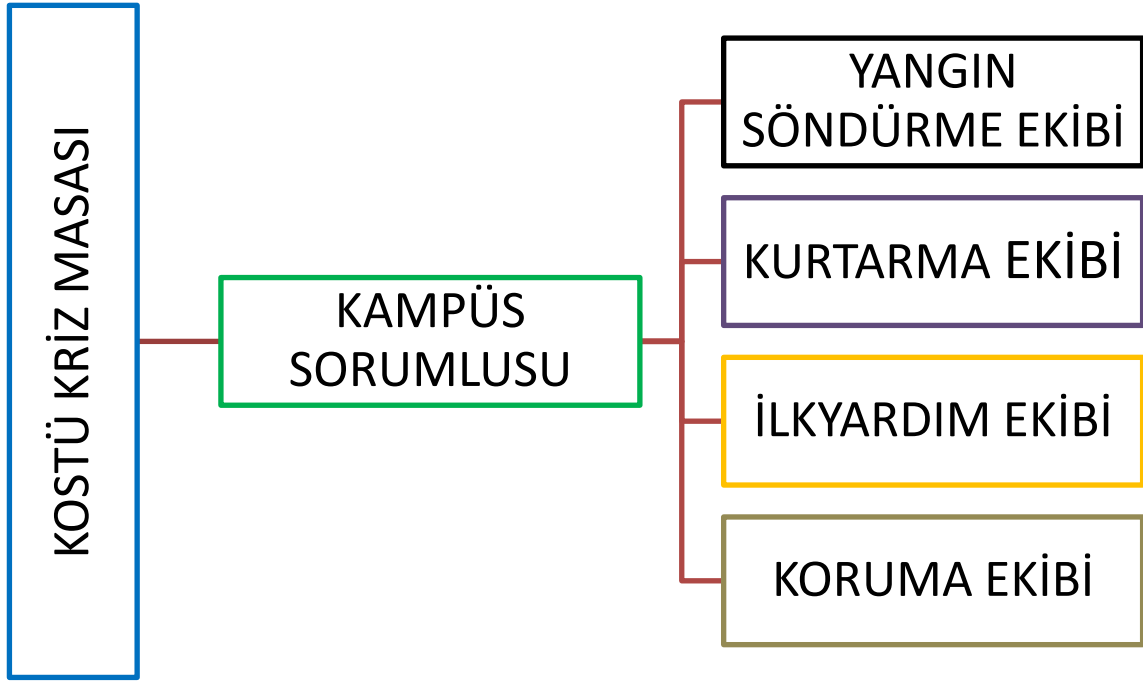 KOSTÜ KRİZ MASASI
KAMPÜS
SORUMLUSU
YANGIN
SÖNDÜRME EKİBİ
KURTARMA EKİBİ
İLKYARDIM EKİBİ
KORUMA EKİBİ